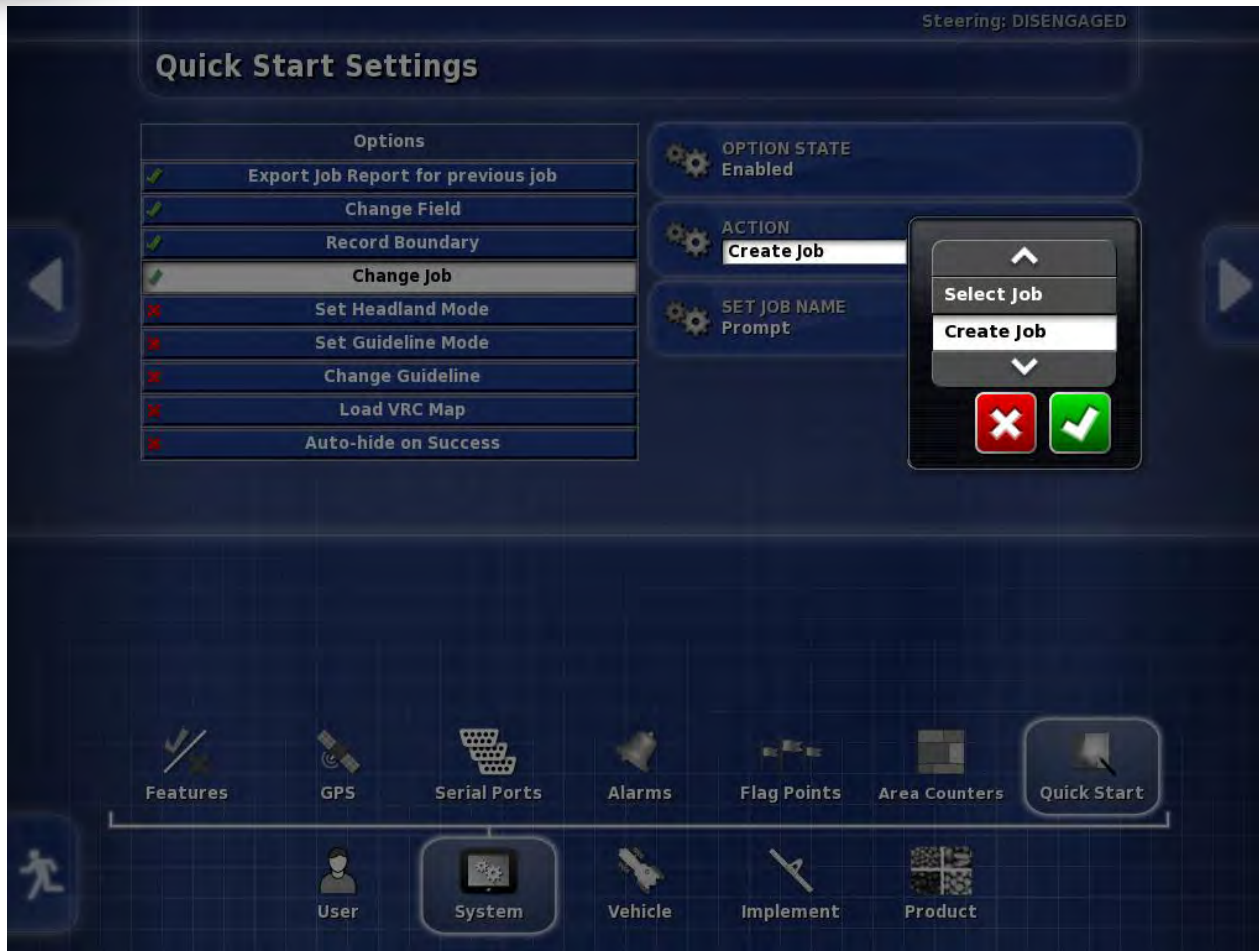 Steering: DISENGAGED
Quick Start Settings
Options
Export Job Report for previous job
Change Field
Record Boundary
Change Job
Set Headland Mode
Set Guideline Mode
Change Guideline
Load VRC Map
Auto-hide on Success
OPTION STATE
Enabled
ACTION
Create Job
SET JOB NAME
Prompt
Select Job
Create Job
Features
GPS
Serial Ports
Alarms
Flag Points
Area Counters
Quick Start
User
System
Vehicle
Implement
Product